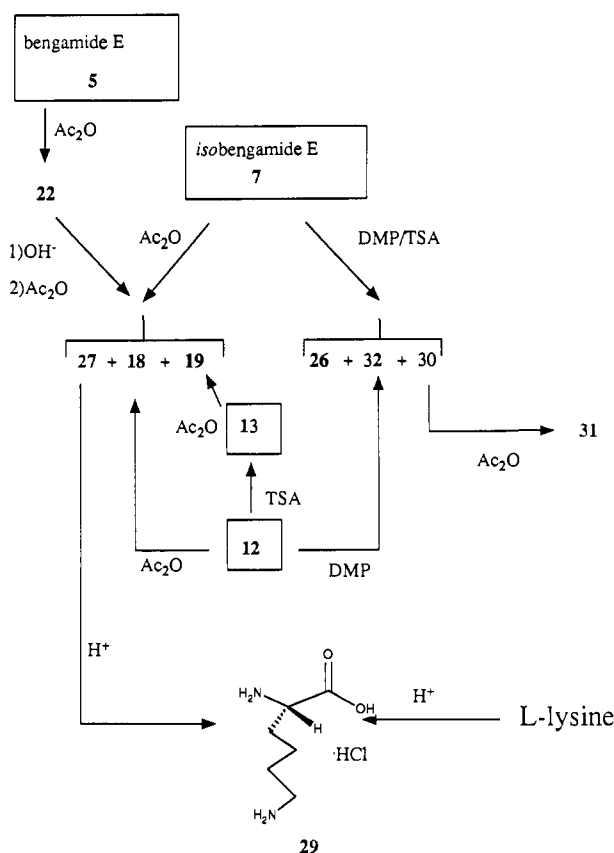 bengamide E
5
Ac2O
isobengamide E
7
22
Ac2O
DMP/TSA
1)OH-
2)Ac2O
27 + 18 + 19
26 + 32 + 30
Ac2O
13
31
Ac2O
TSA
12
Ac2O
DMP
H+
O
H2N
OH
H
H+
L-lysine
·HCl
H2N
29